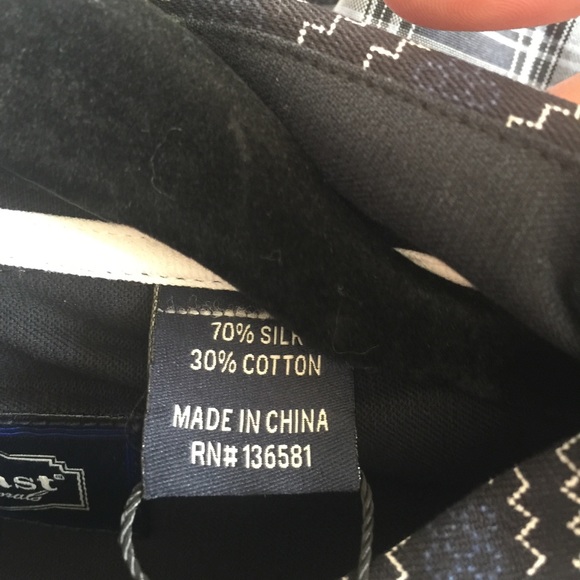 70% SILK
30% COTTON
MADE IN CHINA
RN# 136581